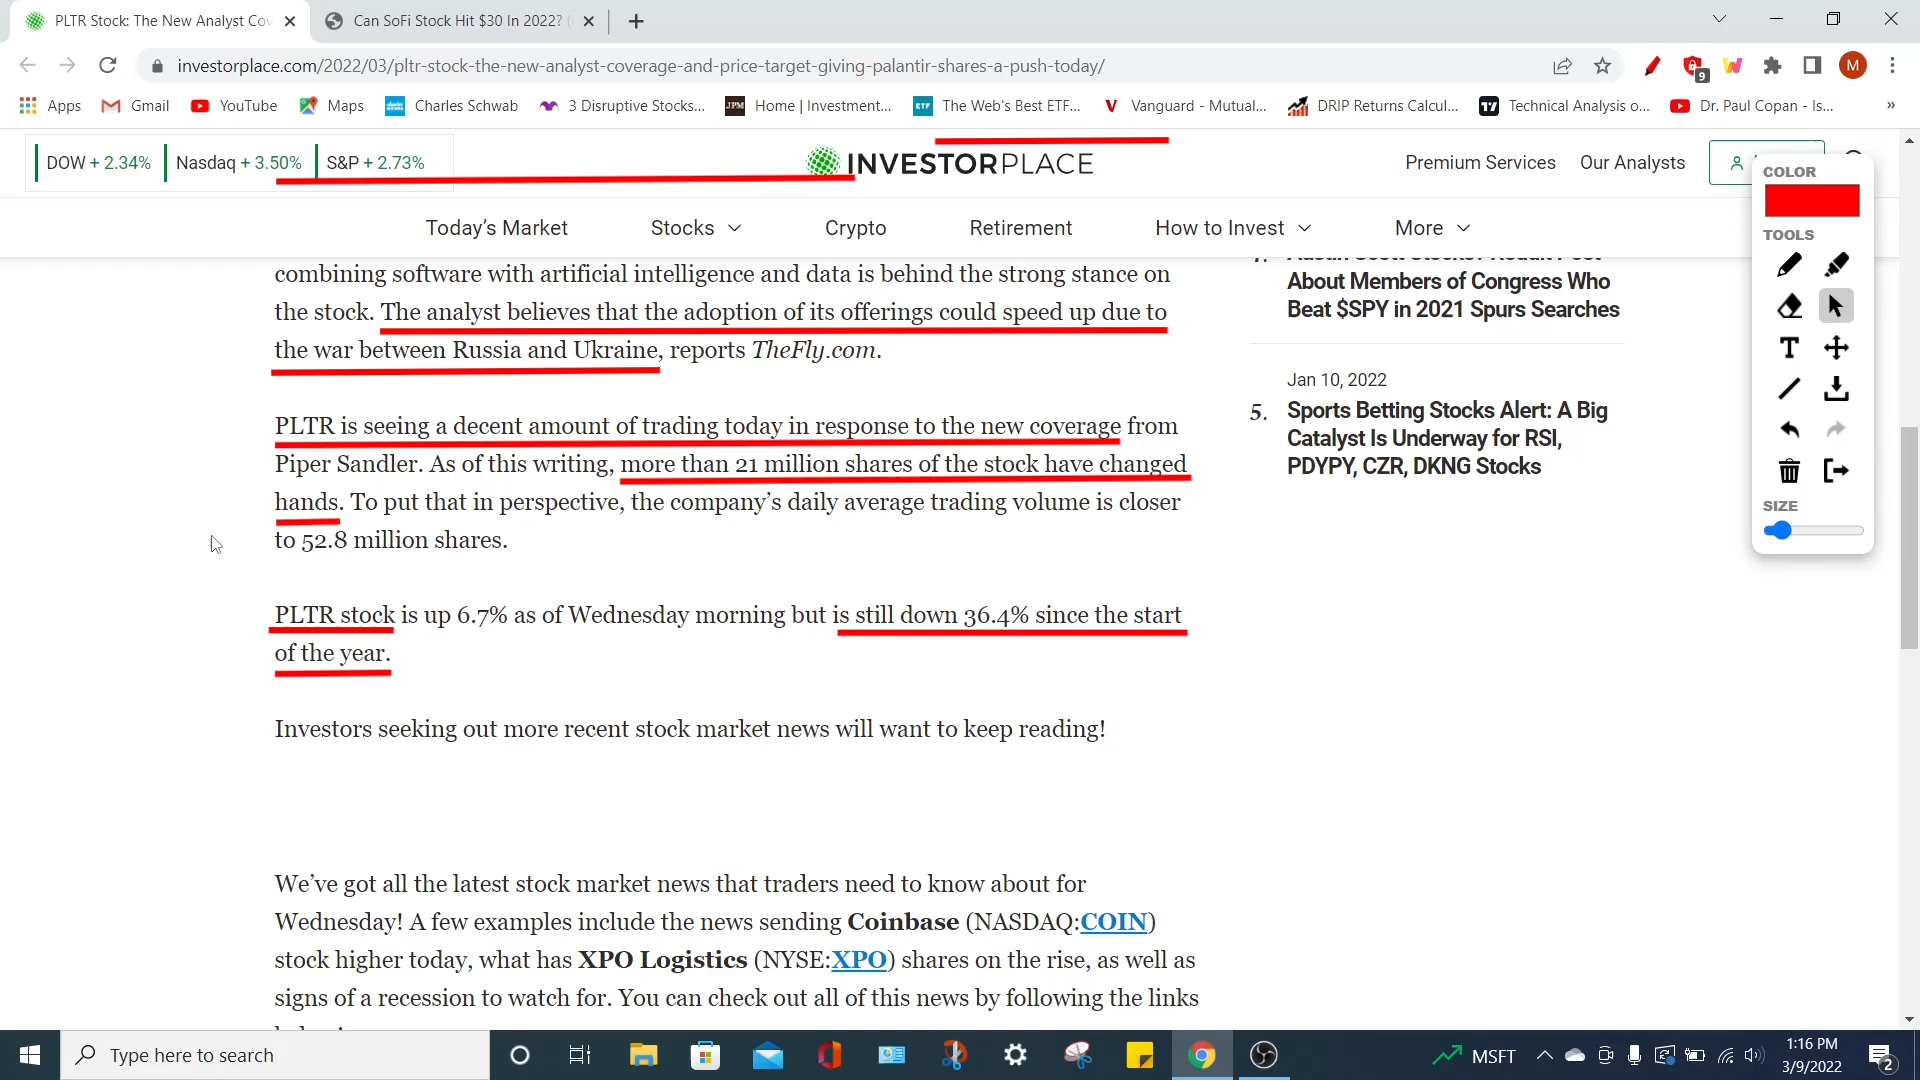 PLTR Stock: The New Analyst Cov
Can SoFi Stock Hit $30 In 2022? (
investorplace.com/2022/03/pltr-stock-the-new-analyst-coverage-and-price-target-giving-palantir-shares-a-push-today/
9
M
Apps
Gmail
YouTube
Maps
Charles Schwab
3 Disruptive Stocks...
JPM
Home | Investment...
ETF
The Web's Best ETF...
Vanguard - Mutual...
DRIP Returns Calcul...
Technical Analysis o...
Dr. Paul Copan - Is...
»
DOW + 2.34%
Nasdaq + 3.50%
S&P + 2.73%
INVESTORPLACE
Premium Services
Our Analysts
Today's Market
Stocks
Crypto
Retirement
How to Invest
More
combining software with artificial intelligence and data is behind the strong stance on
the stock. The analyst believes that the adoption of its offerings could speed up due to
the war between Russia and Ukraine, reports TheFly.com.
PLTR is seeing a decent amount of trading today in response to the new coverage from
Piper Sandler. As of this writing, more than 21 million shares of the stock have changed
hands. To put that in perspective, the company's daily average trading volume is closer
to 52.8 million shares.
PLTR stock is up 6.7% as of Wednesday morning but is still down 36.4% since the start
of the year.
Investors seeking out more recent stock market news will want to keep reading!
We've got all the latest stock market news that traders need to know about for
Wednesday! A few examples include the news sending Coinbase (NASDAQ:COIN)
stock higher today, what has XPO Logistics (NYSE:XPO) shares on the rise, as well as
signs of a recession to watch for. You can check out all of this news by following the links
About Members of Congress Who
Beat $SPY in 2021 Spurs Searches
Jan 10, 2022
5. Sports Betting Stocks Alert: A Big
Catalyst Is Underway for RSI,
PDYPY, CZR, DKNG Stocks
COLOR
TOOLS
T
SIZE
Type here to search
MSFT
1:16 PM
3/9/2022
2